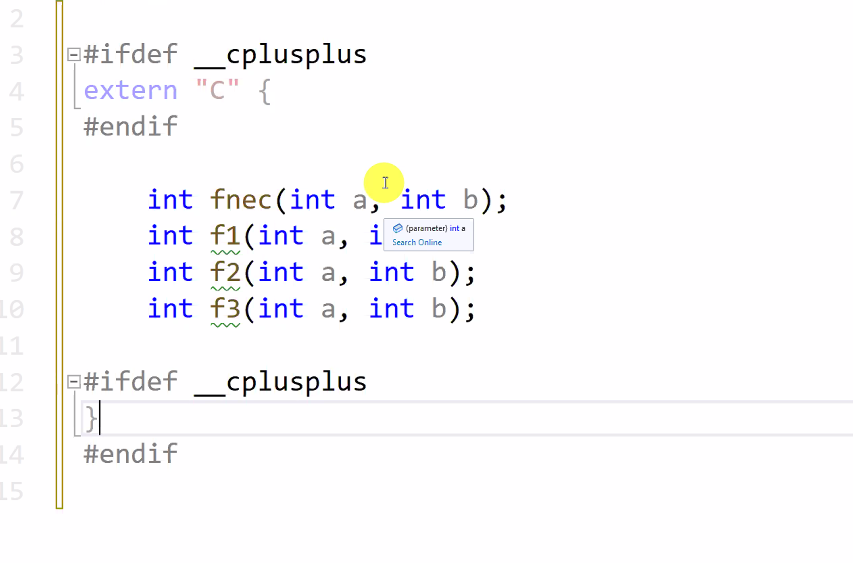 2
3 #ifdef __cplusplus
4 extern "C" {
5 #endif
6
7 int fnec(int a, int b);
8 int f1(int a, i
(parameter) int a
Search Online
9 int f2(int a, int b);
10 int f3(int a, int b);
11
12 #ifdef __cplusplus
13 }
14 #endif
15